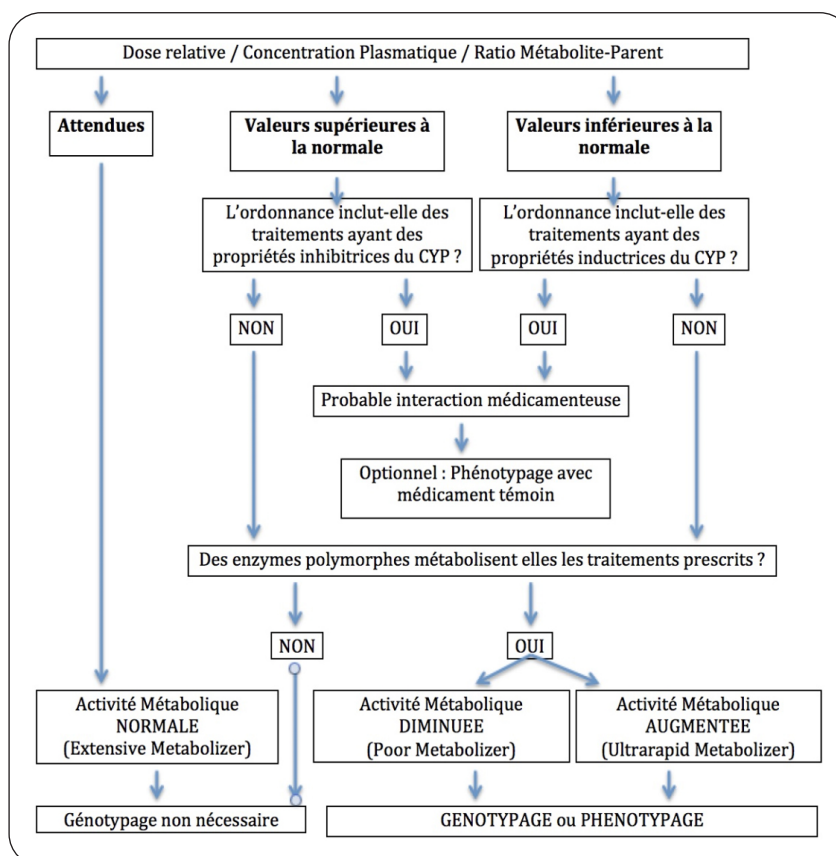 Dose relative / Concentration Plasmatique / Ratio Métabolite-Parent
Attendues
Valeurs supérieures à
la normale
Valeurs inférieures à la
normale
L'ordonnance inclut-elle des
traitements ayant des
propriétés inhibitrices du CYP ?
L'ordonnance inclut-elle des
traitements ayant des
propriétés inductrices du CYP ?
NON
OUI
OUI
NON
Probable interaction médicamenteuse
Optionnel : Phénotypage avec
médicament témoin
Des enzymes polymorphes métabolisent elles les traitements prescrits ?
NON
OUI
Activité Métabolique
NORMALE
(Extensive Metabolizer)
Activité Métabolique
DIMINUEE
(Poor Metabolizer)
Activité Métabolique
AUGMENTEE
(Ultrarapid Metabolizer)
Génotypage non nécessaire
GENOTYPAGE ou PHENOTYPAGE